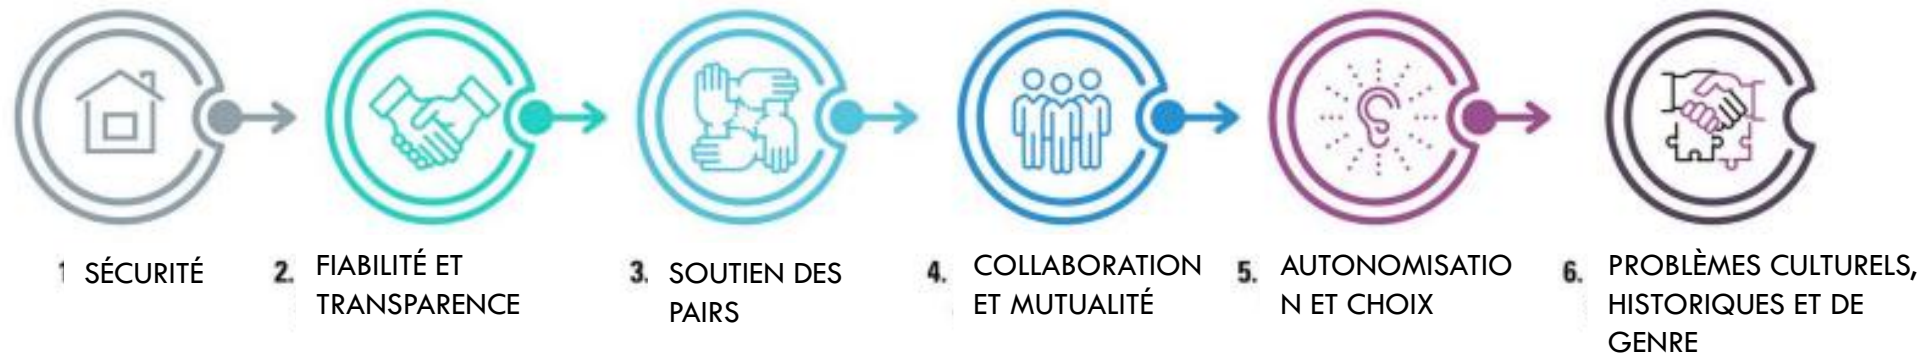 1 SÉCURITÉ
2. FIABILITÉ ET
TRANSPARENCE
3. SOUTIEN DES
PAIRS
4. COLLABORATION
ET MUTUALITÉ
5. AUTONOMISATIO
N ET CHOIX
6. PROBLÈMES CULTURELS,
HISTORIQUES ET DE
GENRE